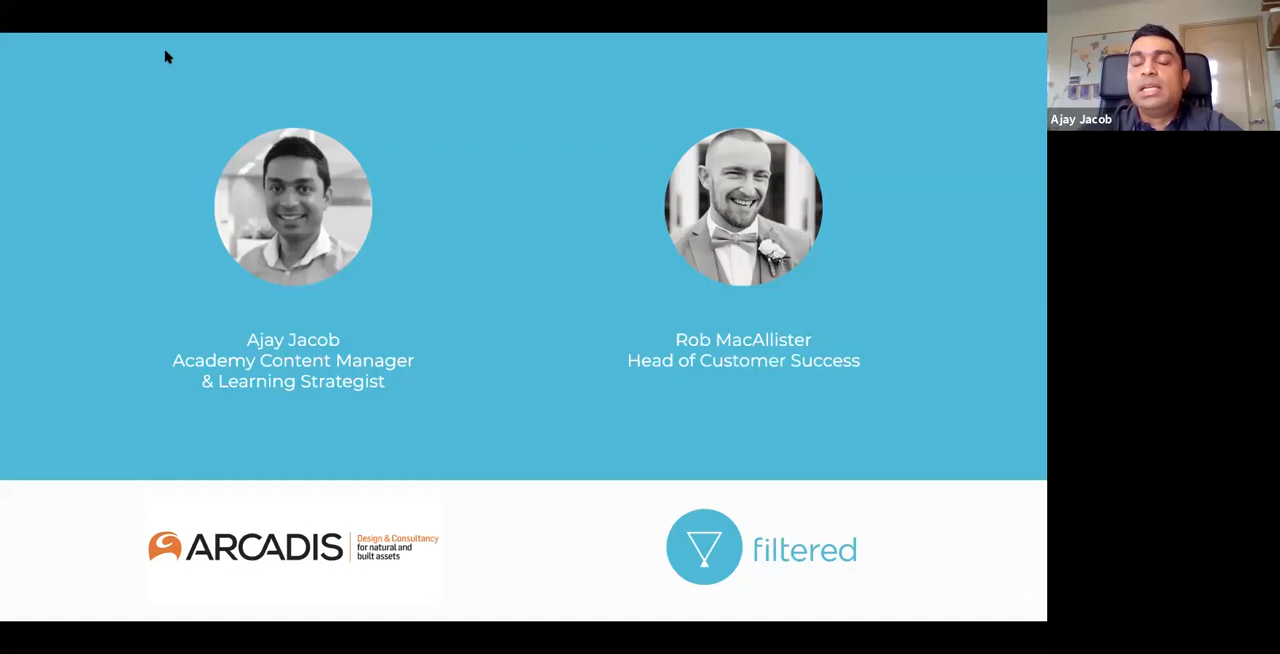 Ajay Jacob
Ajay Jacob
Academy Content Manager
& Learning Strategist
Rob MacAllister
Head of Customer Success
ARCADIS
Design & Consultancy
for natural and
built assets
filtered